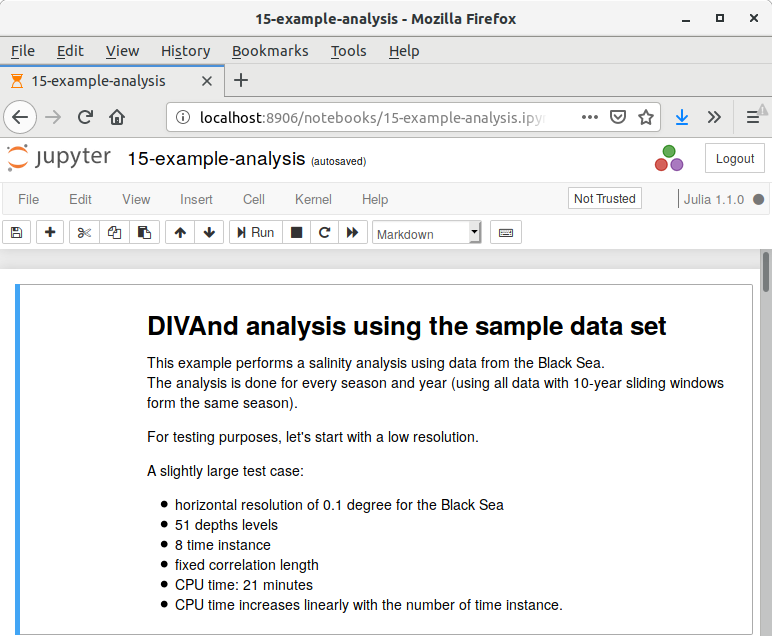 15-example-analysis - Mozilla Firefox
File Edit View History Bookmarks Tools Help
15-example-analysis
localhost:8906/notebooks/15-example-analysis.ipyn
jupyter 15-example-analysis (autosaved)
Logout
File Edit View Insert Cell Kernel Help Not Trusted Julia 1.1.0
Run Markdown
DIVAnd analysis using the sample data set
This example performs a salinity analysis using data from the Black Sea.
The analysis is done for every season and year (using all data with 10-year sliding windows
form the same season).
For testing purposes, let's start with a low resolution.
A slightly large test case:
horizontal resolution of 0.1 degree for the Black Sea
51 depths levels
8 time instance
fixed correlation length
CPU time: 21 minutes
CPU time increases linearly with the number of time instance.